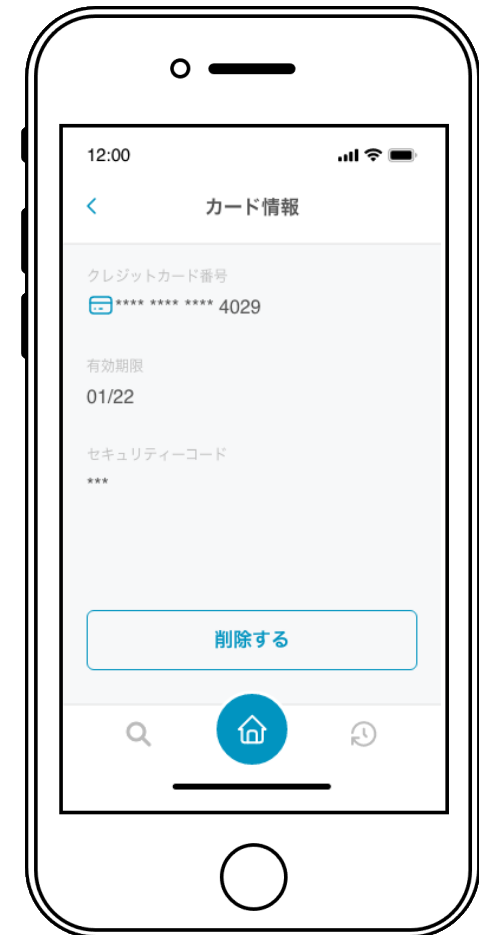 12:00
カード情報
クレジットカード番号
**** **** **** 4029
有効期限
01/22
セキュリティーコード
***
削除する